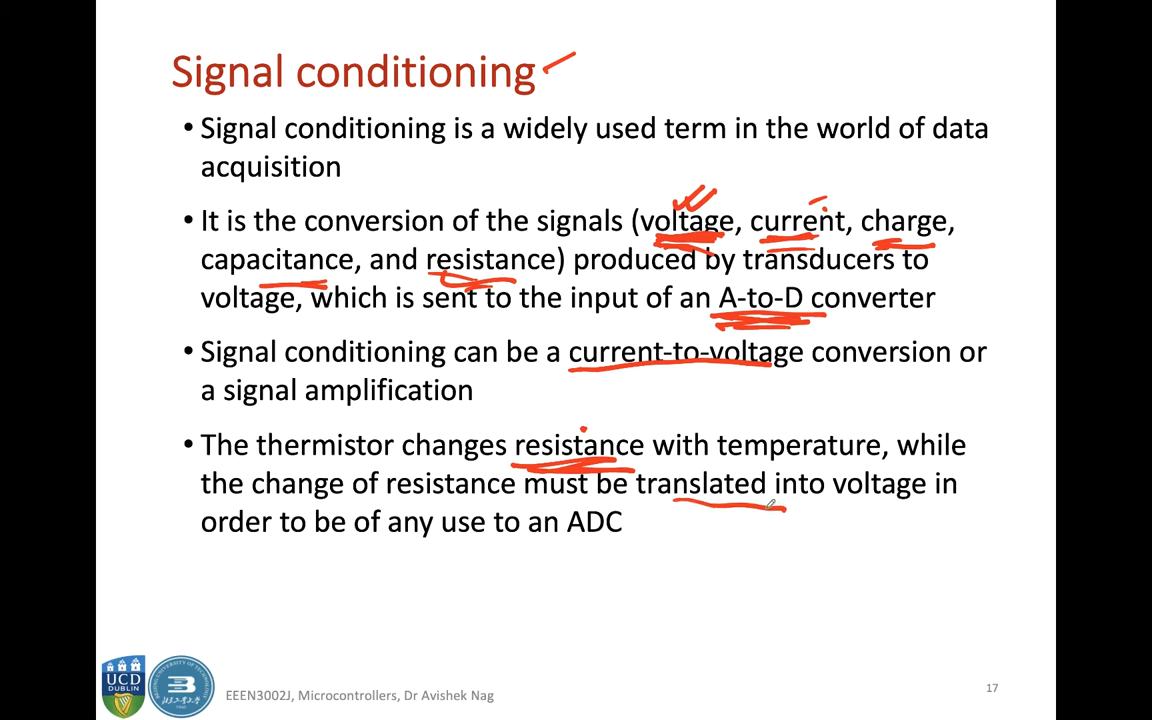 Signal conditioning
• Signal conditioning is a widely used term in the world of data
acquisition
• It is the conversion of the signals (voltage, current, charge,
capacitance, and resistance) produced by transducers to
voltage, which is sent to the input of an A-to-D converter
• Signal conditioning can be a current-to-voltage conversion or
a signal amplification
• The thermistor changes resistance with temperature, while
the change of resistance must be translated into voltage in
order to be of any use to an ADC
UCD
DUBLIN
EEEN3002J, Microcontrollers, Dr Avishek Nag
17